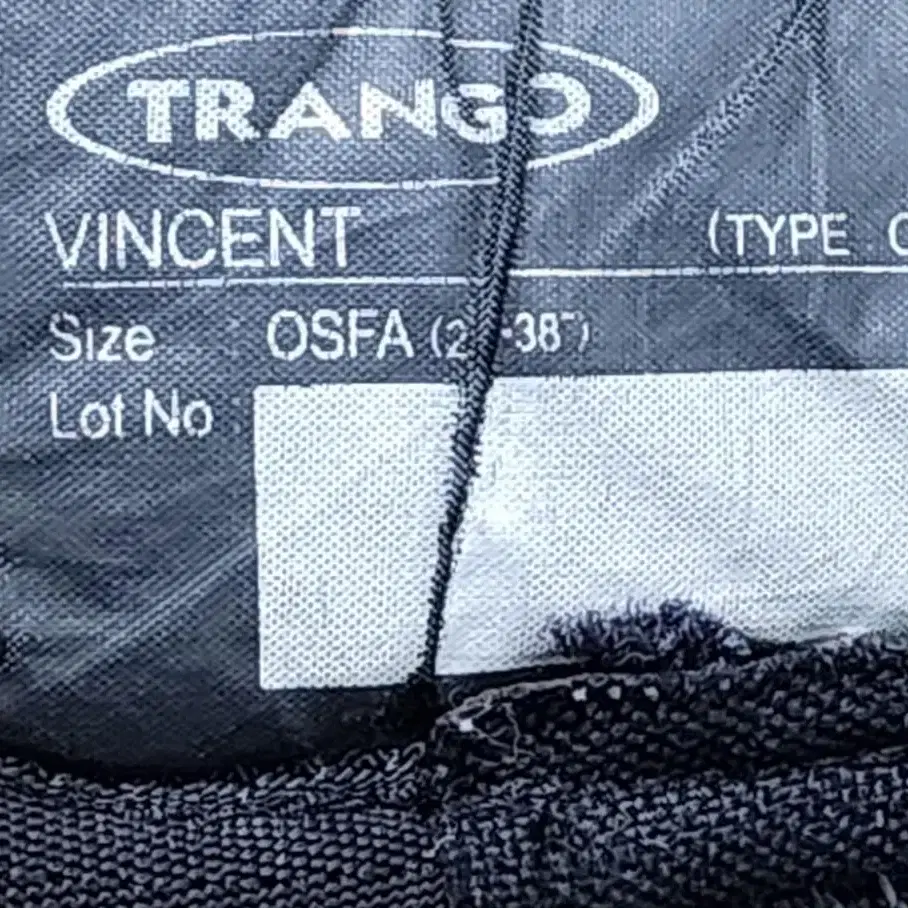 TRANGO
VINCENT (TYPE
Size OSFA
Lot No